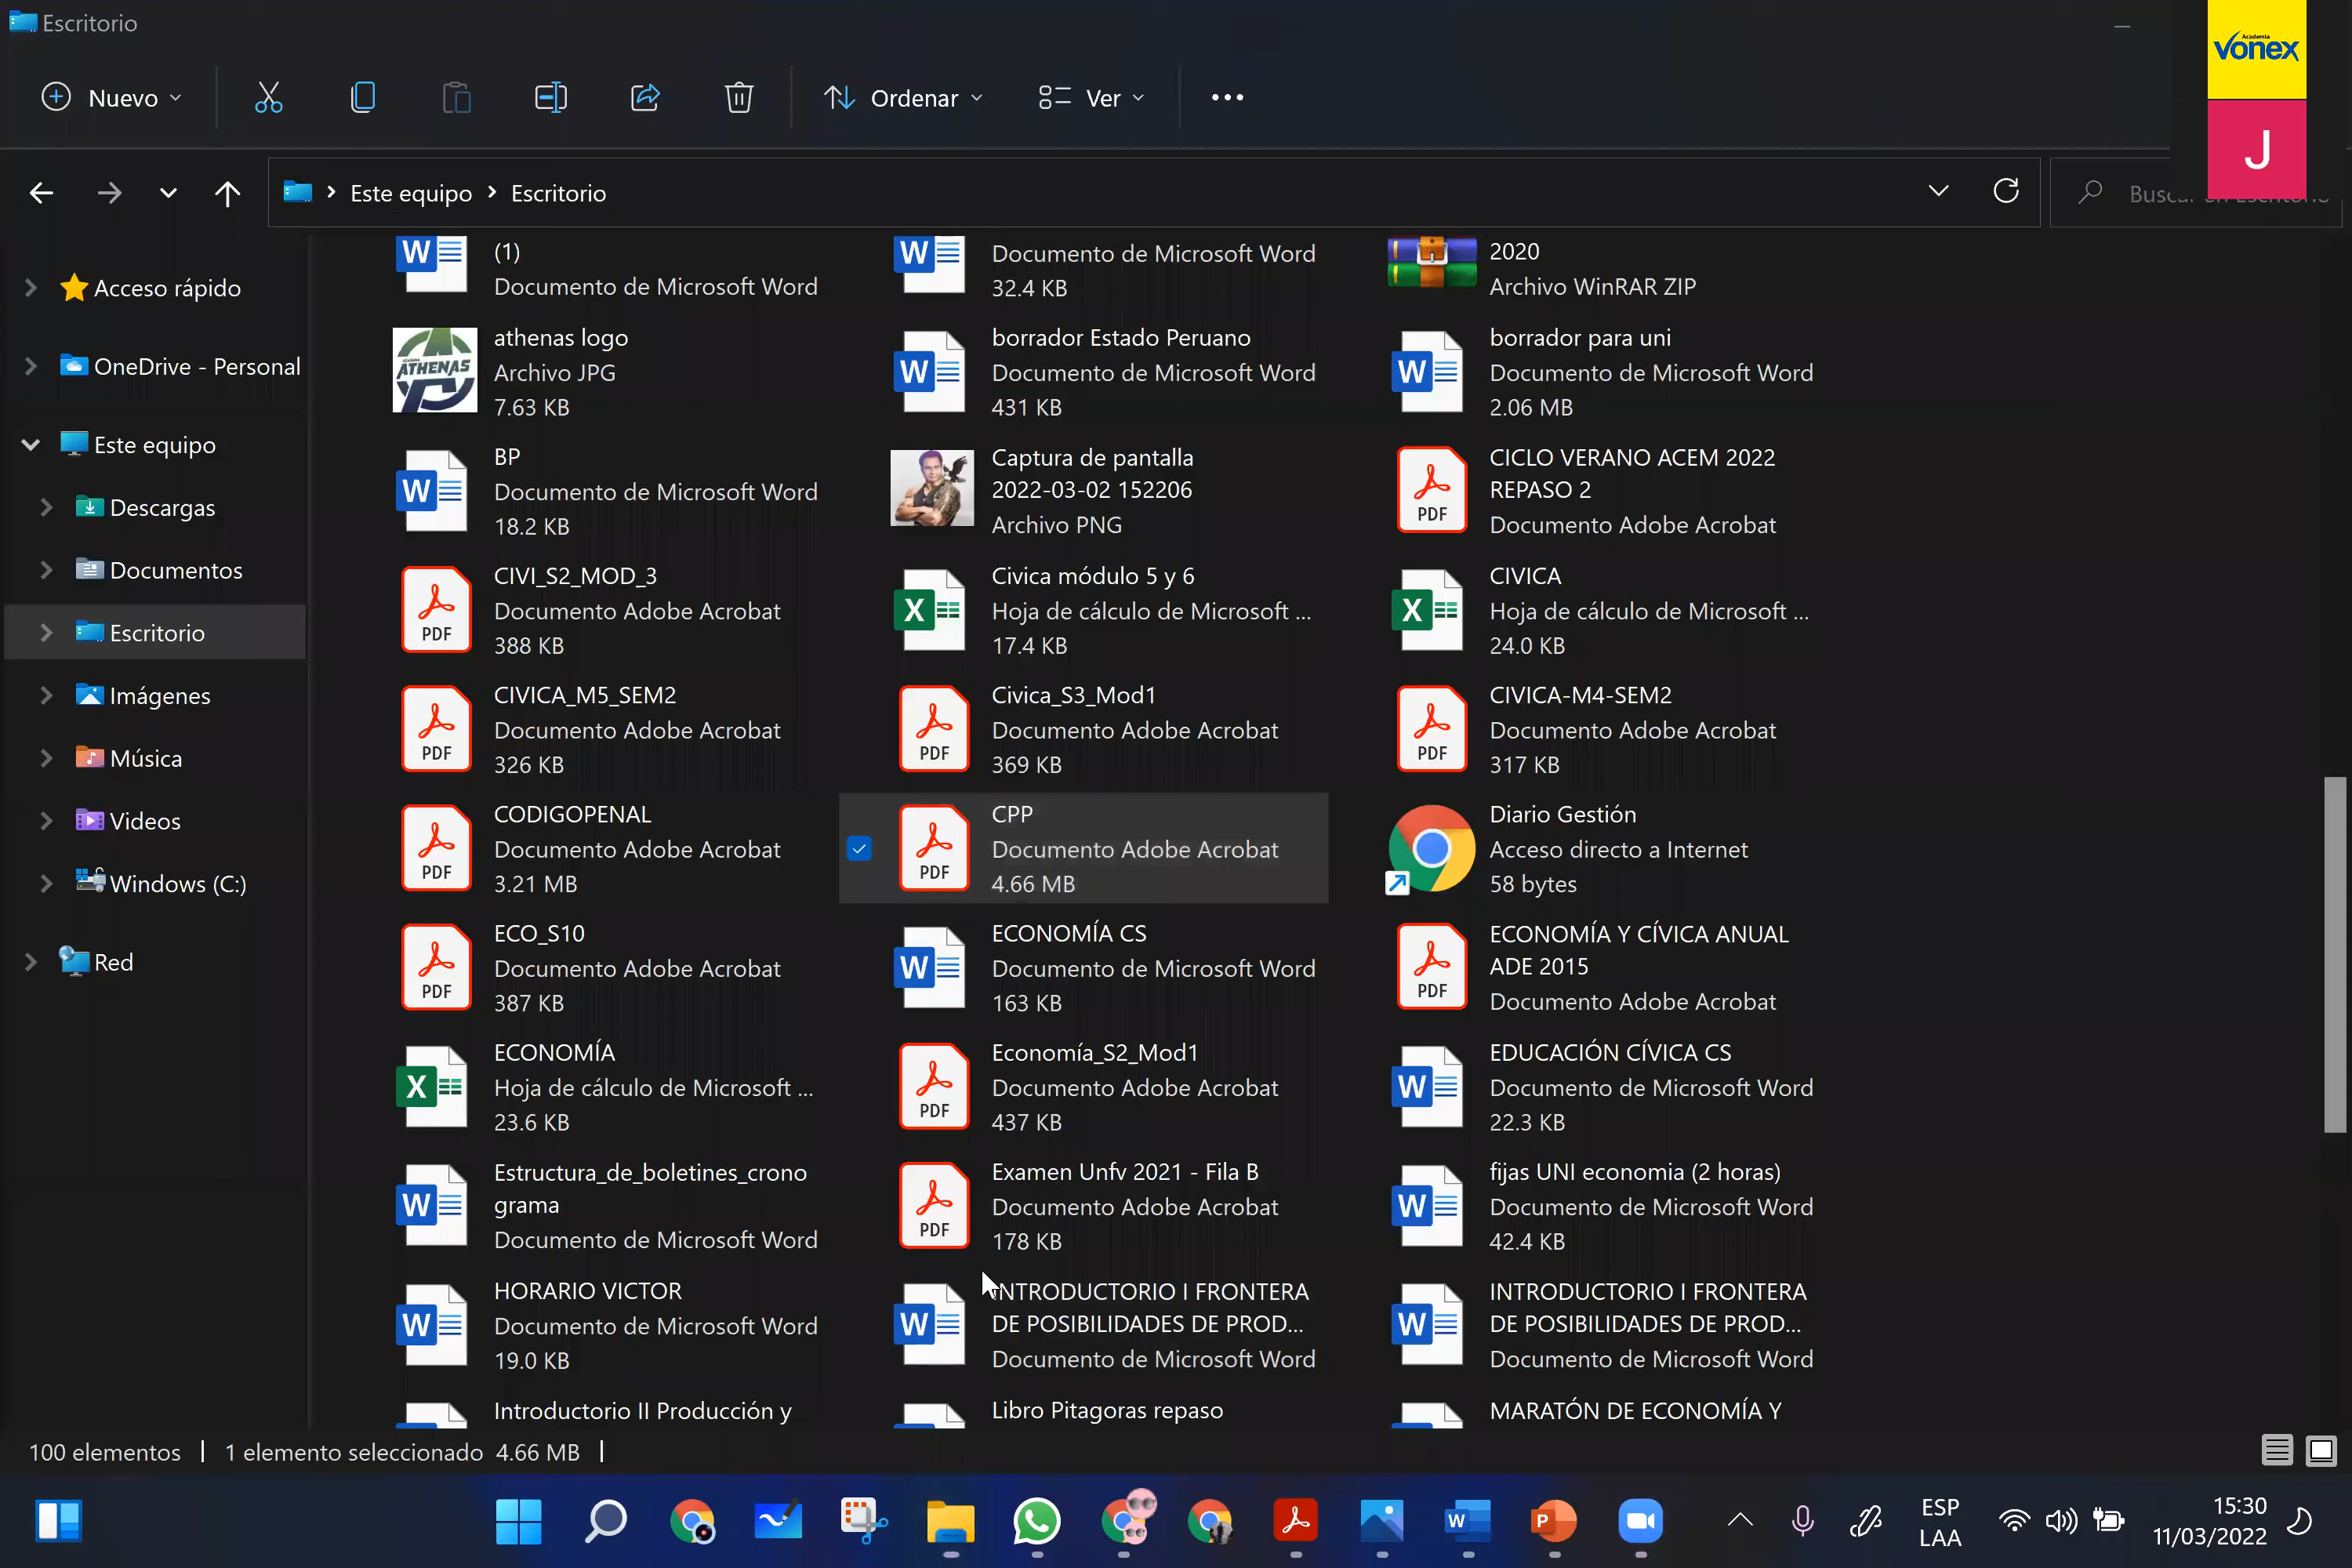 Escritorio
Academia
vonex
Nuevo
Ordenar
Ver
J
Este equipo
Escritorio
Acceso rápido
OneDrive - Personal
Este equipo
Descargas
Documentos
Escritorio
Imágenes
Música
Videos
Windows (C:)
Red
(1)
Documento de Microsoft Word
Documento de Microsoft Word
32.4 KB
2020
Archivo WinRAR ZIP
ATHENAS
athenas logo
Archivo JPG
7.63 KB
borrador Estado Peruano
Documento de Microsoft Word
431 KB
borrador para uni
Documento de Microsoft Word
2.06 MB
BP
Documento de Microsoft Word
18.2 KB
Captura de pantalla
2022-03-02 152206
Archivo PNG
CICLO VERANO ACEM 2022
REPASO 2
Documento Adobe Acrobat
CIVI_S2_MOD_3
Documento Adobe Acrobat
388 KB
Civica módulo 5 y 6
Hoja de cálculo de Microsoft ...
17.4 KB
CIVICA
Hoja de cálculo de Microsoft ...
24.0 KB
CIVICA_M5_SEM2
Documento Adobe Acrobat
326 KB
Civica_S3_Mod1
Documento Adobe Acrobat
369 KB
CIVICA-M4-SEM2
Documento Adobe Acrobat
317 KB
CODIGOPENAL
Documento Adobe Acrobat
3.21 MB
CPP
Documento Adobe Acrobat
4.66 MB
Diario Gestión
Acceso directo a Internet
58 bytes
ECO_S10
Documento Adobe Acrobat
387 KB
ECONOMÍA CS
Documento de Microsoft Word
163 KB
ECONOMÍA Y CÍVICA ANUAL
ADE 2015
Documento Adobe Acrobat
ECONOMÍA
Hoja de cálculo de Microsoft ...
23.6 KB
Economía_S2_Mod1
Documento Adobe Acrobat
437 KB
EDUCACIÓN CÍVICA CS
Documento de Microsoft Word
22.3 KB
Estructura_de_boletines_crono
grama
Documento de Microsoft Word
Examen Unfv 2021 - Fila B
Documento Adobe Acrobat
178 KB
fijas UNI economia (2 horas)
Documento de Microsoft Word
42.4 KB
HORARIO VICTOR
Documento de Microsoft Word
19.0 KB
INTRODUCTORIO I FRONTERA
DE POSIBILIDADES DE PROD...
Documento de Microsoft Word
INTRODUCTORIO I FRONTERA
DE POSIBILIDADES DE PROD...
Documento de Microsoft Word
Introductorio II Producción y
Libro Pitagoras repaso
MARATÓN DE ECONOMÍA Y
100 elementos
1 elemento seleccionado 4.66 MB
ESP
LAA
15:30
11/03/2022